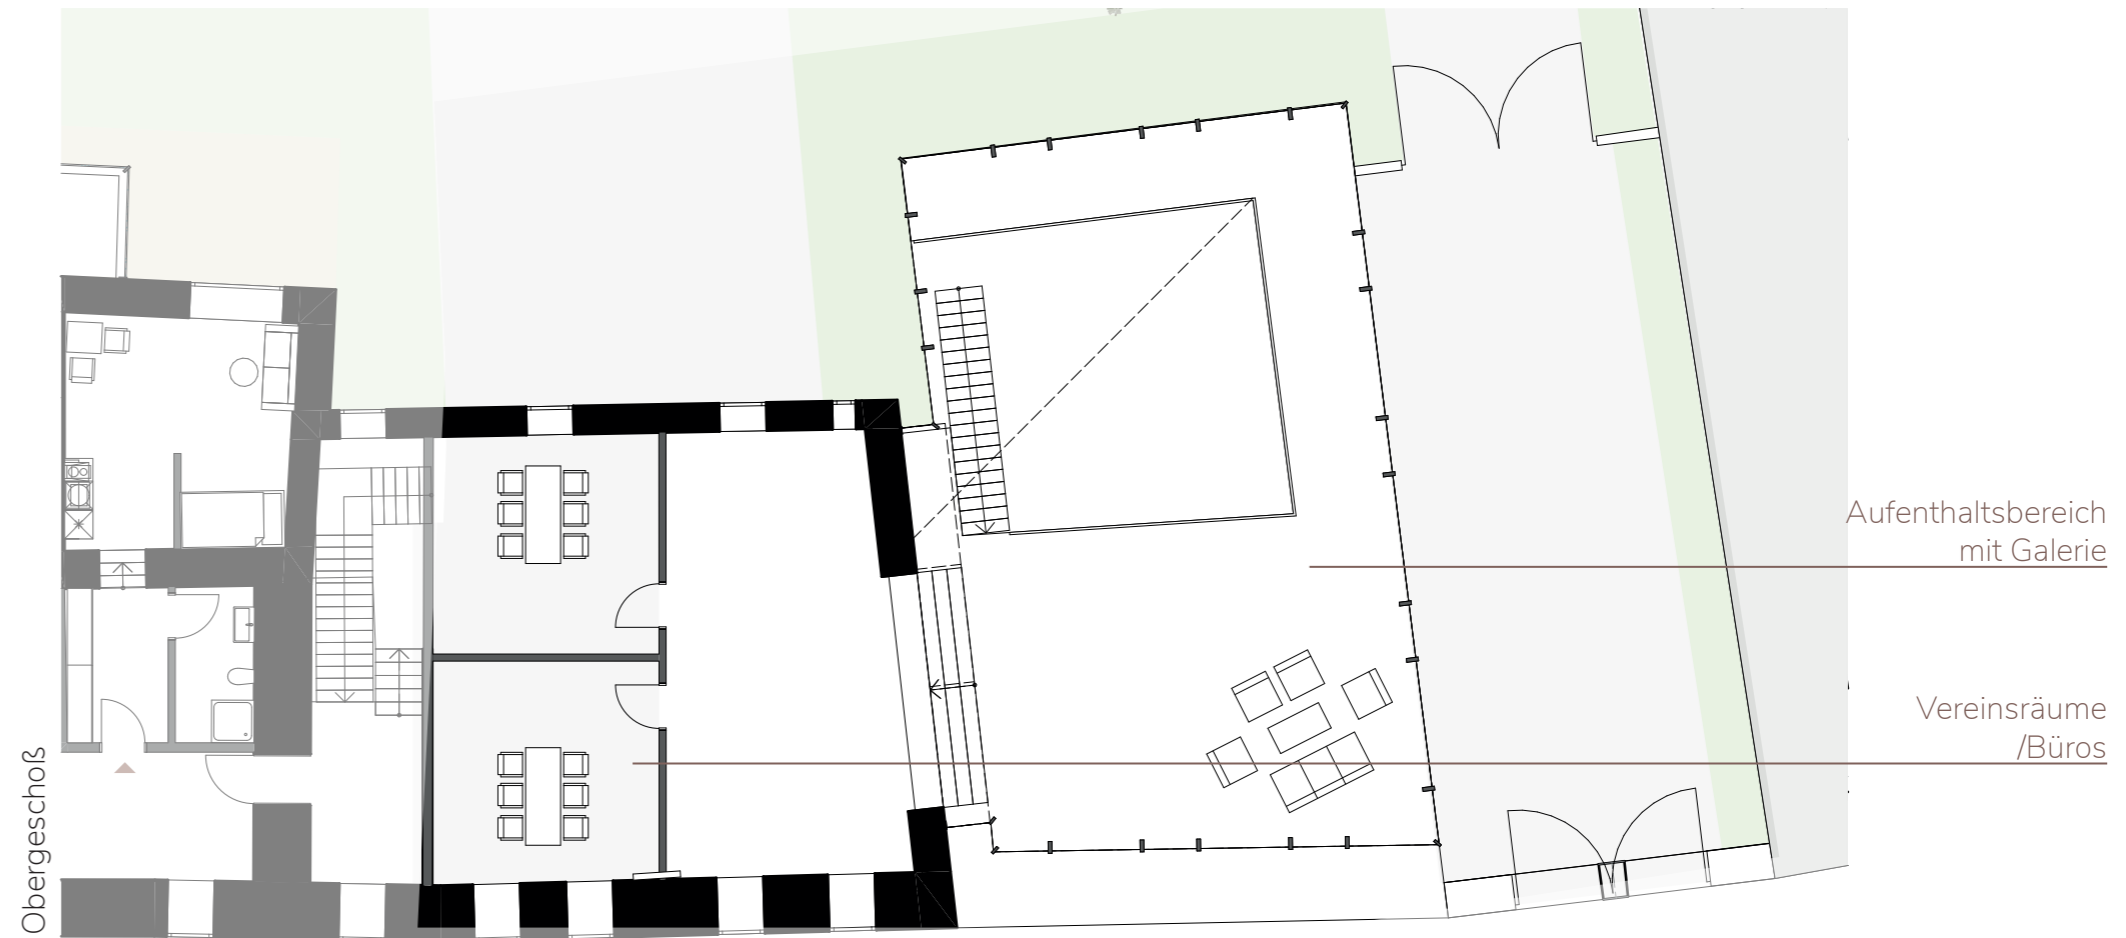 Obergeschoß
Aufenthaltsbereich
mit Galerie
Vereinsräume
/Büros